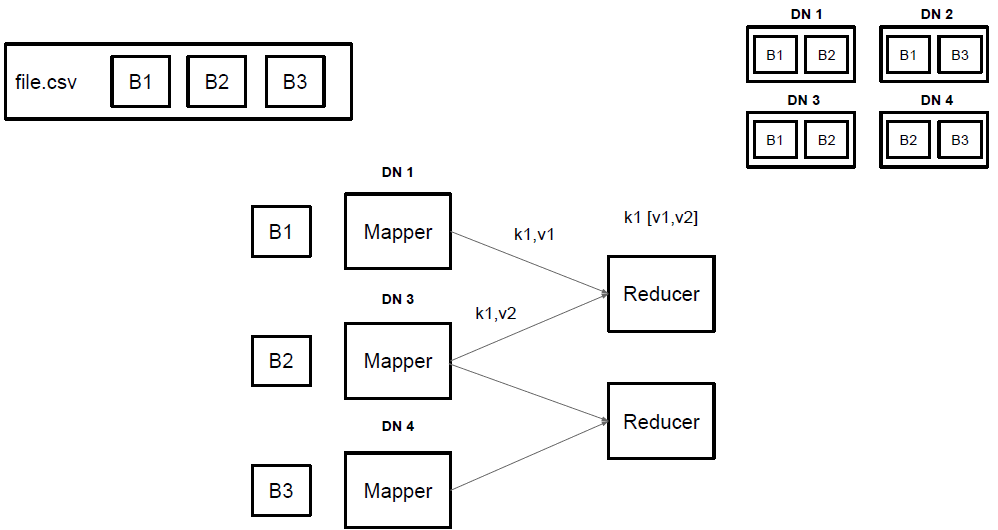 DN 1
DN 2
file.csv
B1
B2
B3
B1
B2
B1
B3
DN 3
DN 4
B1
B2
B2
B3
DN 1
B1
Mapper
k1,v1
k1 [v1,v2]
Reducer
DN 3
k1,v2
B2
Mapper
Reducer
DN 4
B3
Mapper